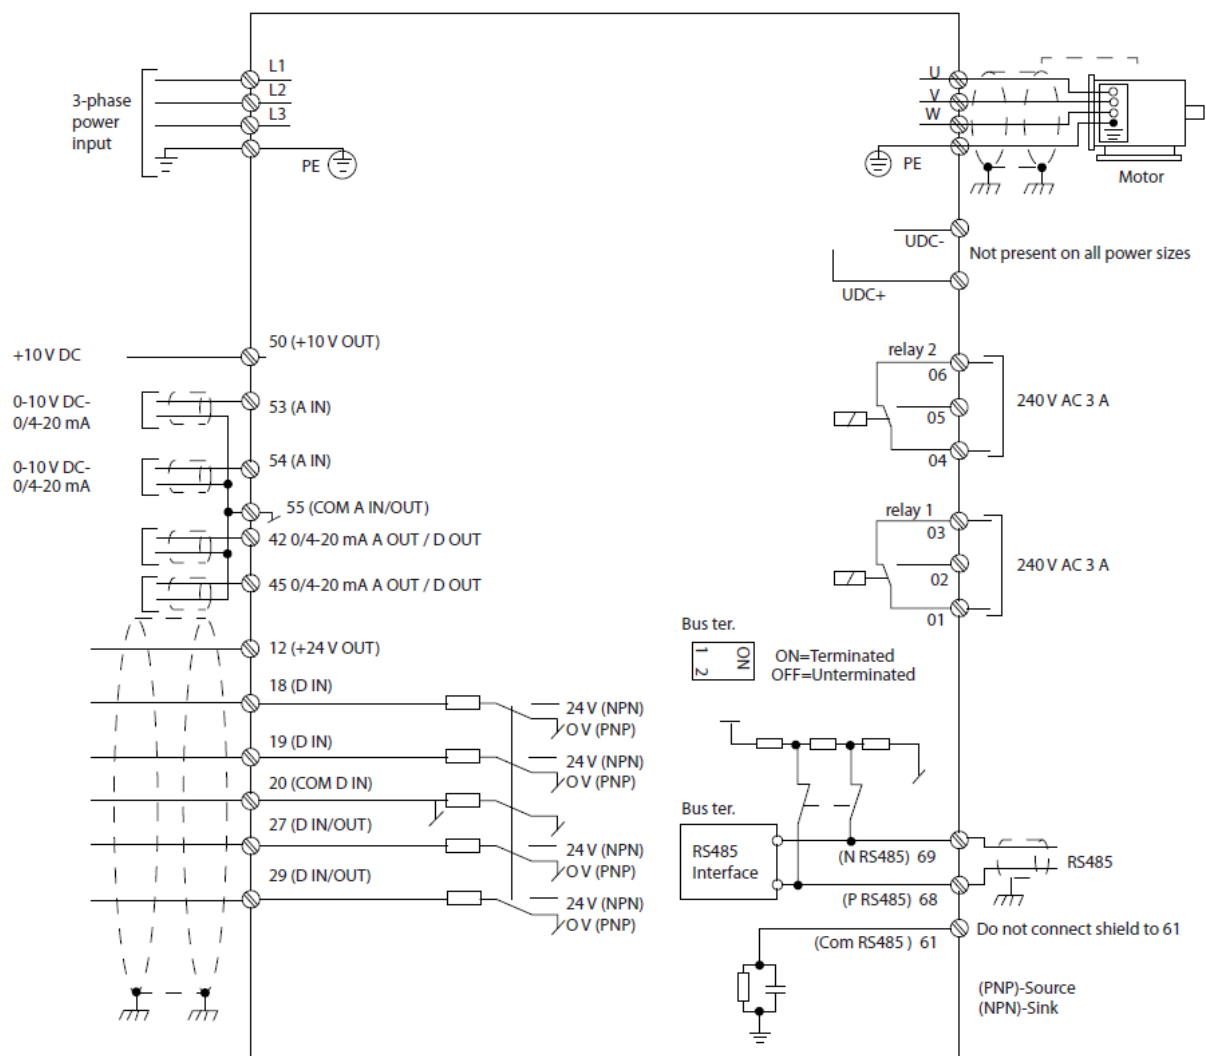 L1
L2
L3
3-phase
power
input
PE
U
V
W
PE
Motor
UDC-
Not present on all power sizes
UDC+
+10 V DC
50 (+10 V OUT)
0-10 V DC-
0/4-20 mA
53 (A IN)
0-10 V DC-
0/4-20 mA
54 (A IN)
55 (COM A IN/OUT)
42 0/4-20 mA A OUT / D OUT
45 0/4-20 mA A OUT / D OUT
12 (+24 V OUT)
18 (D IN)
24 V (NPN)
O V (PNP)
19 (D IN)
24 V (NPN)
O V (PNP)
20 (COM D IN)
27 (D IN/OUT)
24 V (NPN)
O V (PNP)
29 (D IN/OUT)
24 V (NPN)
O V (PNP)
relay 2
06
05
04
240 V AC 3 A
relay 1
03
02
01
240 V AC 3 A
Bus ter.
1 2 ON
ON=Terminated
OFF=Unterminated
Bus ter.
RS485
Interface
(N RS485) 69
RS485
(P RS485) 68
(Com RS485 ) 61
Do not connect shield to 61
(PNP)-Source
(NPN)-Sink